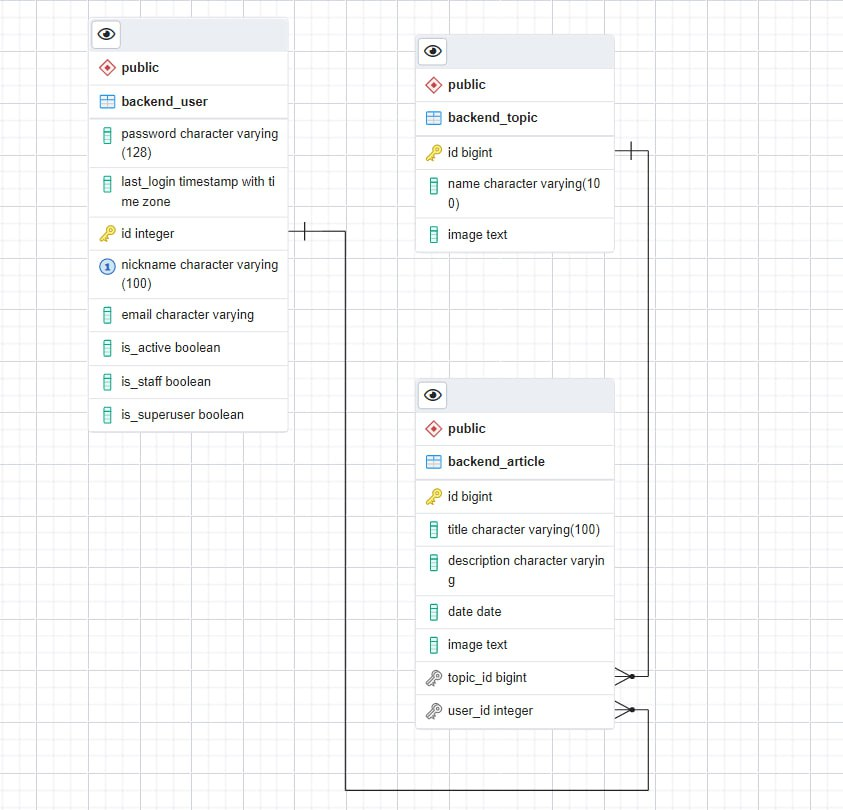 public
backend_user
password character varying
(128)
last_login timestamp with ti
me zone
id integer
1
nickname character varying
(100)
email character varying
is_active boolean
is_staff boolean
is_superuser boolean
public
backend_topic
id bigint
name character varying(10
0)
image text
public
backend_article
id bigint
title character varying(100)
description character varyin
g
date date
image text
topic_id bigint
user_id integer